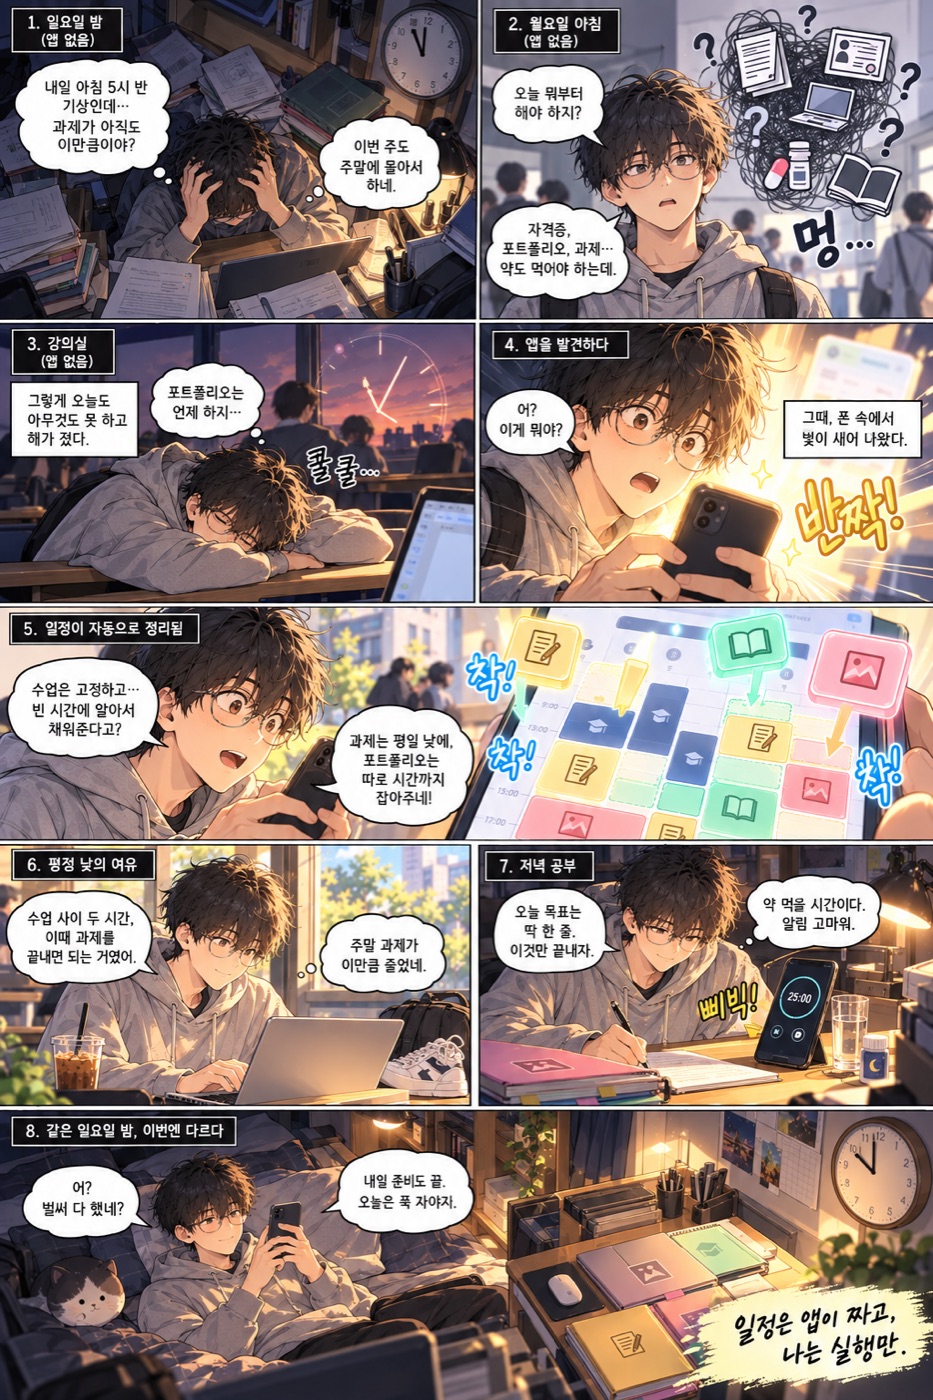 1. 일요일 밤
(앱 없음)
내일 아침 5시 반
기상인데…
과제가 아직도
이만큼이야?
이번 주도
주말에 몰아서
하네.
2. 월요일 아침
(앱 없음)
오늘 뭐부터
해야 하지?
자격증,
포트폴리오, 과제…
약도 먹어야 하는데.
멍…
3. 강의실
(앱 없음)
그렇게 오늘도
아무것도 못 하고
해가 졌다.
포트폴리오는
언제 하지…
쿨쿨…
4. 앱을 발견하다
어?
이게 뭐야?
그때, 폰 속에서
빛이 새어 나왔다.
반짝!
5. 일정이 자동으로 정리됨
수업은 고정하고…
빈 시간에 알아서
채워준다고?
과제는 평일 낮에,
포트폴리오는
따로 시간까지
잡아주네!
착!
착!
착!
9:00
13:00
15:00
17:00
6. 평정 낮의 여유
수업 사이 두 시간,
이때 과제를
끝내면 되는 거였어.
주말 과제가
이만큼 줄었네.
7. 저녁 공부
오늘 목표는
딱 한 줄.
이것만 끝내자.
약 먹을 시간이다.
알림 고마워.
삐빅!
25:00
8. 같은 일요일 밤, 이번엔 다르다
어?
벌써 다 했네?
내일 준비도 끝.
오늘은 푹 자야지.
일정은 앱이 짜고,
나는 실행만.